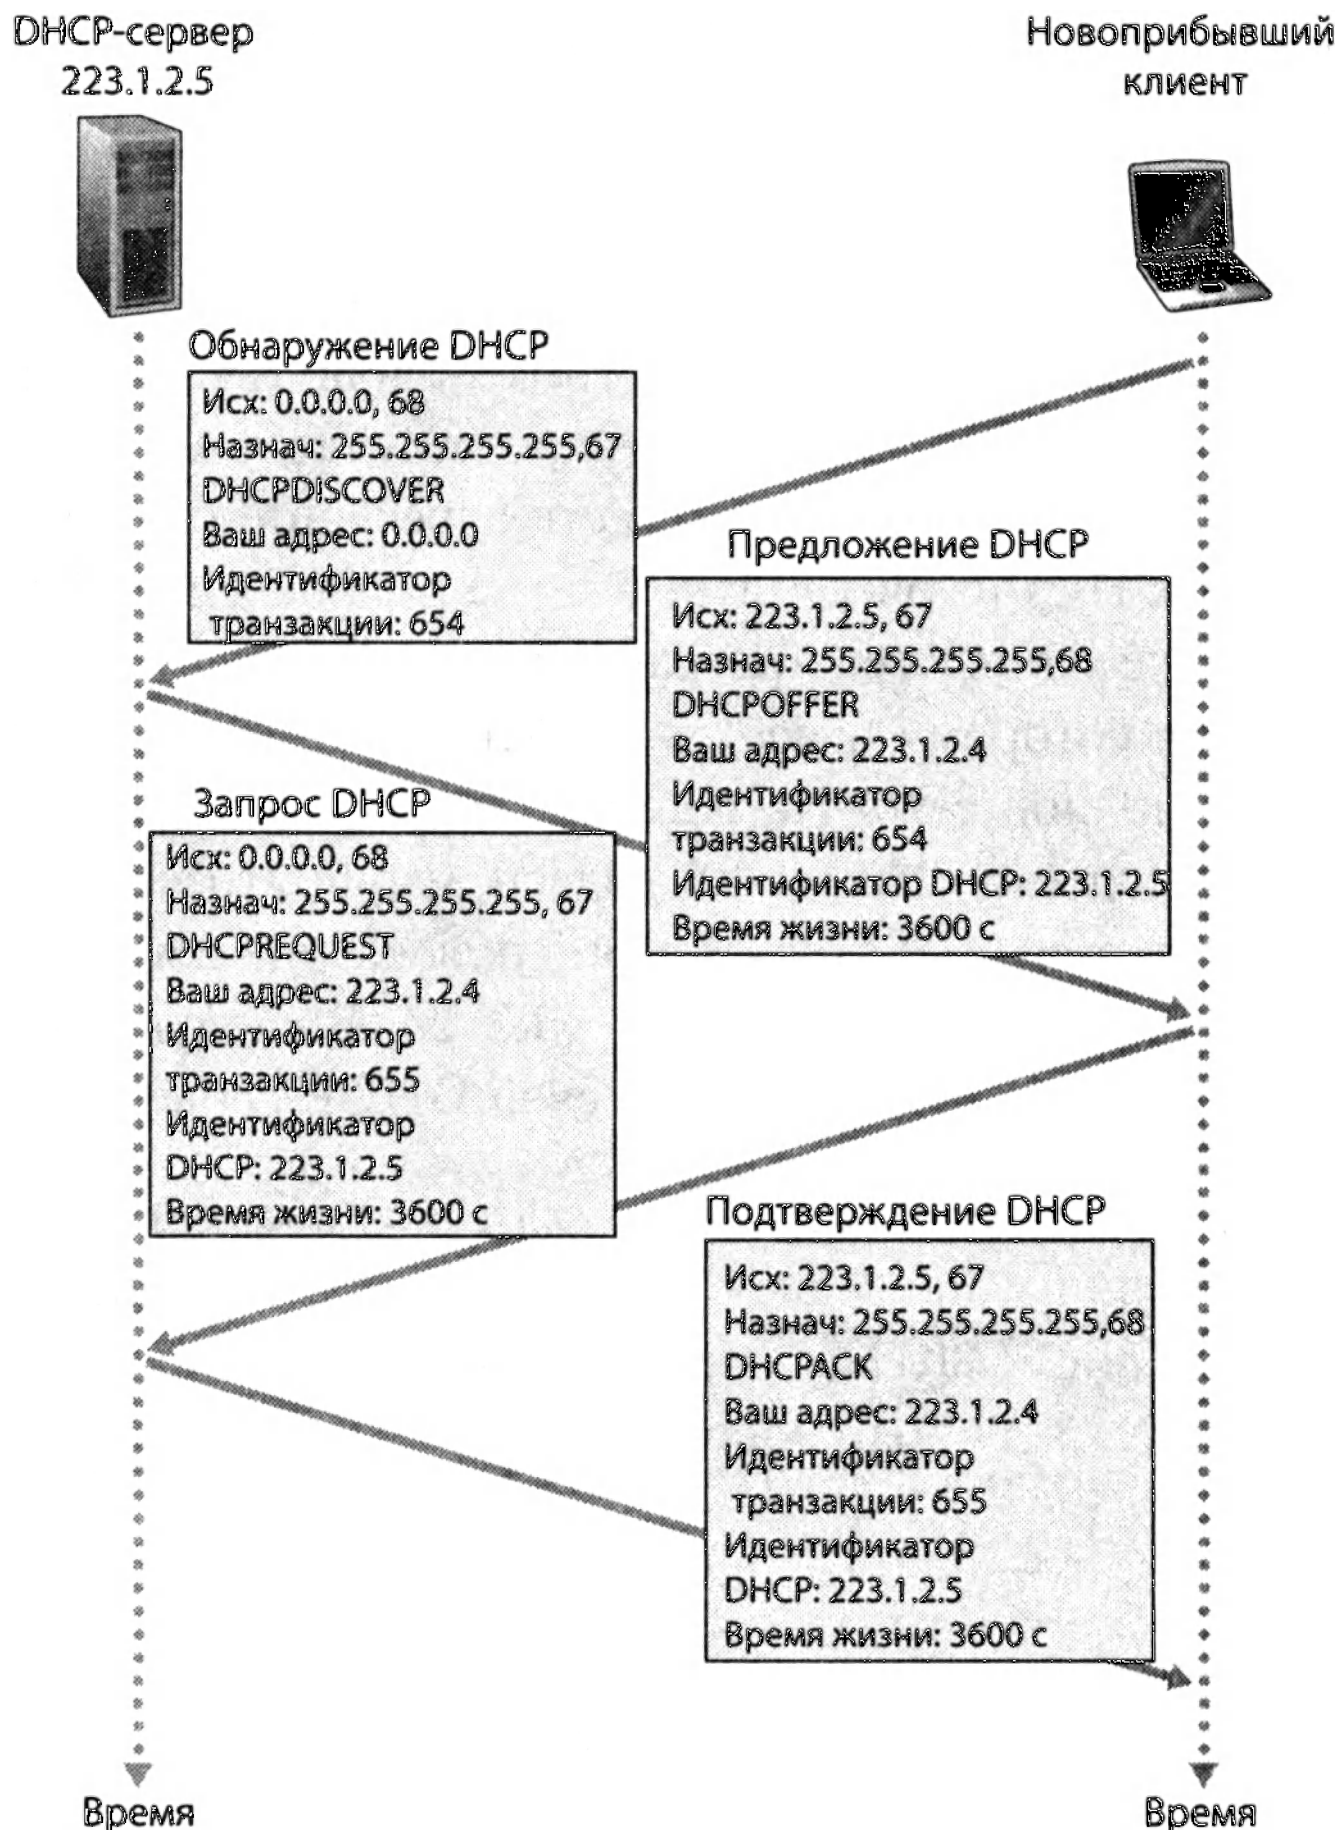 DHCP-сервер
223.1.2.5
Новоприбывший
клиент
Обнаружение DHCP
Исх: 0.0.0.0, 68
Назнач: 255.255.255.255,67
DHCPDISCOVER
Ваш адрес: 0.0.0.0
Идентификатор
транзакции: 654
Предложение DHCP
Исх: 223.1.2.5, 67
Назнач: 255.255.255.255,68
DHCPOFFER
Ваш адрес: 223.1.2.4
Идентификатор
транзакции: 654
Идентификатор DHCP: 223.1.2.5
Время жизни: 3600 с
Запрос DHCP
Исх: 0.0.0.0, 68
Назнач: 255.255.255.255, 67
DHCPREQUEST
Ваш адрес: 223.1.2.4
Идентификатор
транзакции: 655
Идентификатор
DHCP: 223.1.2.5
Время жизни: 3600 с
Подтверждение DHCP
Исх: 223.1.2.5, 67
Назнач: 255.255.255.255,68
DHCPACK
Ваш адрес: 223.1.2.4
Идентификатор
транзакции: 655
Идентификатор
DHCP: 223.1.2.5
Время жизни: 3600 с
Время
Время